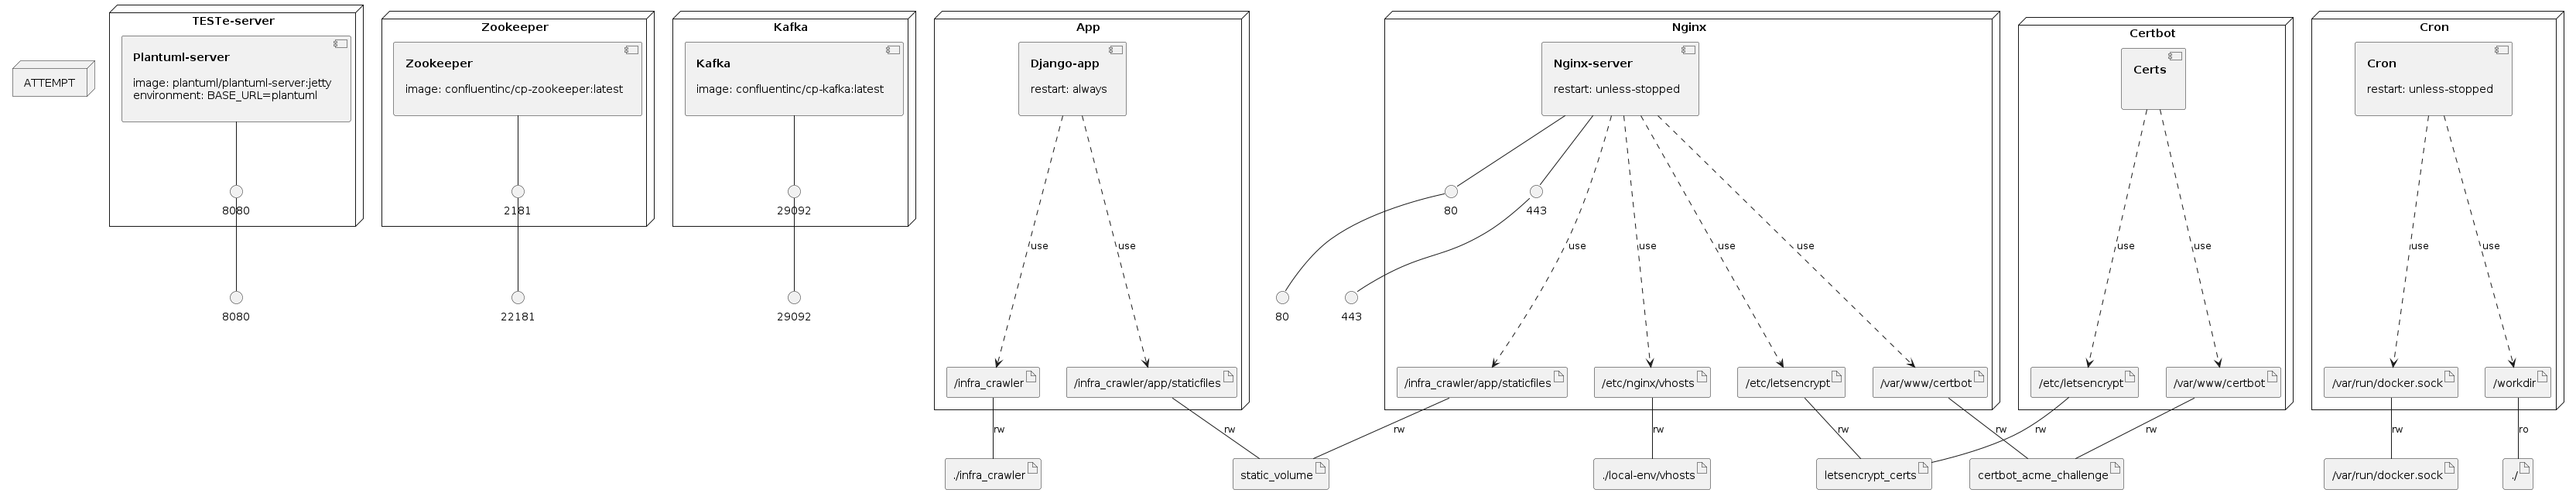 ATTEMPT
TESTe-server
Plantuml-server
image: plantuml/plantuml-server:jetty
environment: BASE_URL=plantuml
8080
8080
Zookeeper
Zookeeper
image: confluentinc/cp-zookeeper:latest
2181
22181
Kafka
Kafka
image: confluentinc/cp-kafka:latest
29092
29092
App
Django-app
restart: always
use
use
/infra_crawler
/infra_crawler/app/staticfiles
rw
rw
./infra_crawler
static_volume
Nginx
Nginx-server
restart: unless-stopped
80
443
80
443
use
use
use
use
/infra_crawler/app/staticfiles
/etc/nginx/vhosts
/etc/letsencrypt
/var/www/certbot
rw
rw
rw
rw
./local-env/vhosts
letsencrypt_certs
certbot_acme_challenge
Certbot
Certs
use
use
/etc/letsencrypt
/var/www/certbot
rw
rw
Cron
Cron
restart: unless-stopped
use
use
/var/run/docker.sock
/workdir
rw
ro
/var/run/docker.sock
./